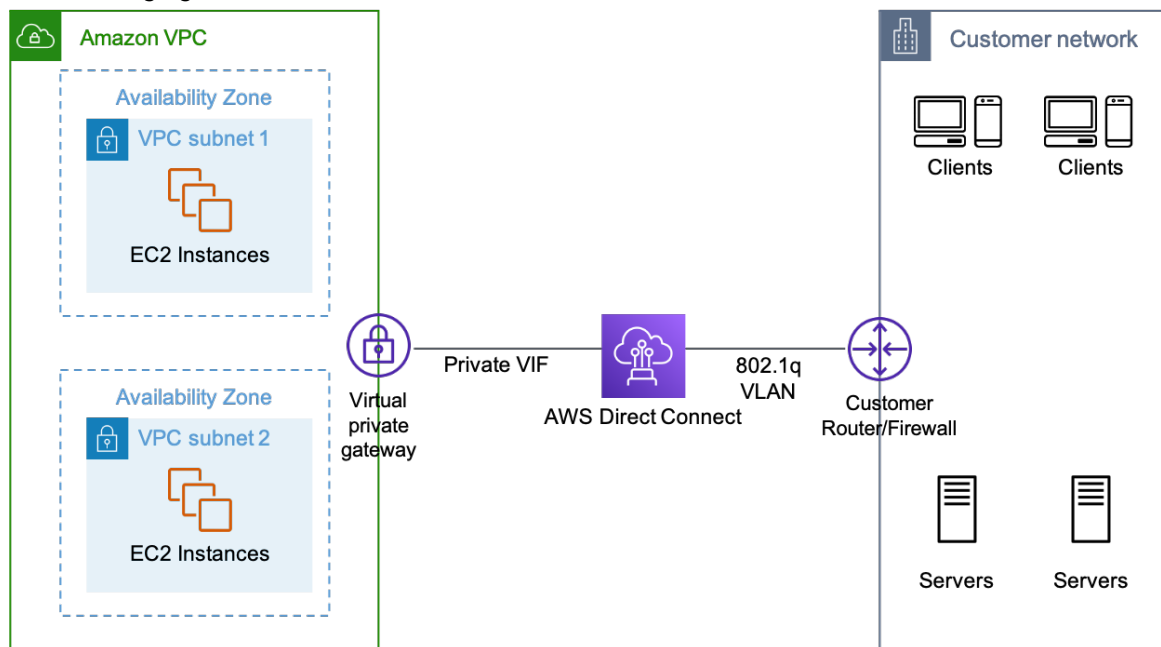 Amazon VPC
Availability Zone
VPC subnet 1
EC2 Instances
Availability Zone
VPC subnet 2
EC2 Instances
Virtual
private
gateway
Private VIF
AWS Direct Connect
802.1q
VLAN
Customer
Router/Firewall
Customer network
Clients
Clients
Servers
Servers